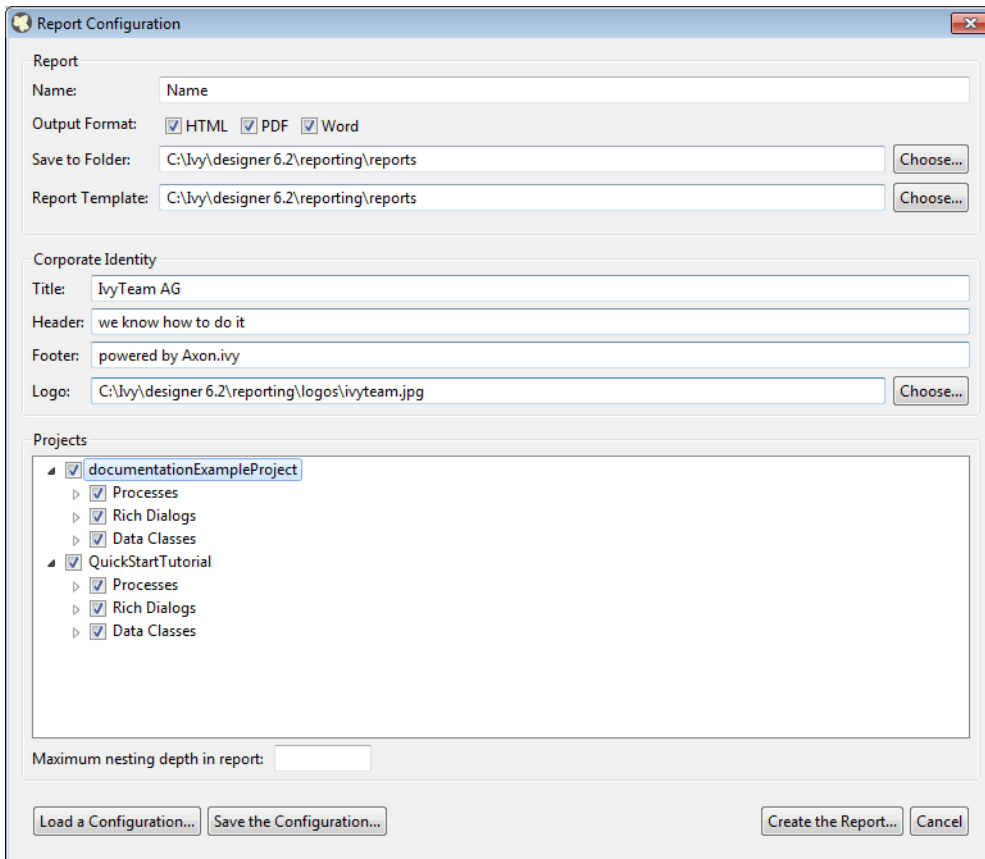 Report Configuration
Report
Name: Name
Output Format: HTML PDF Word
Save to Folder: C:\Ivy\designer 6.2\reporting\reports Choose...
Report Template: C:\Ivy\designer 6.2\reporting\reports Choose...
Corporate Identity
Title: IvyTeam AG
Header: we know how to do it
Footer: powered by Axon.ivy
Logo: C:\Ivy\designer 6.2\reporting\logos\ivyteam.jpg Choose...
Projects
documentationExampleProject
Processes
Rich Dialogs
Data Classes
QuickStartTutorial
Processes
Rich Dialogs
Data Classes
Maximum nesting depth in report:
Load a Configuration... Save the Configuration... Create the Report... Cancel